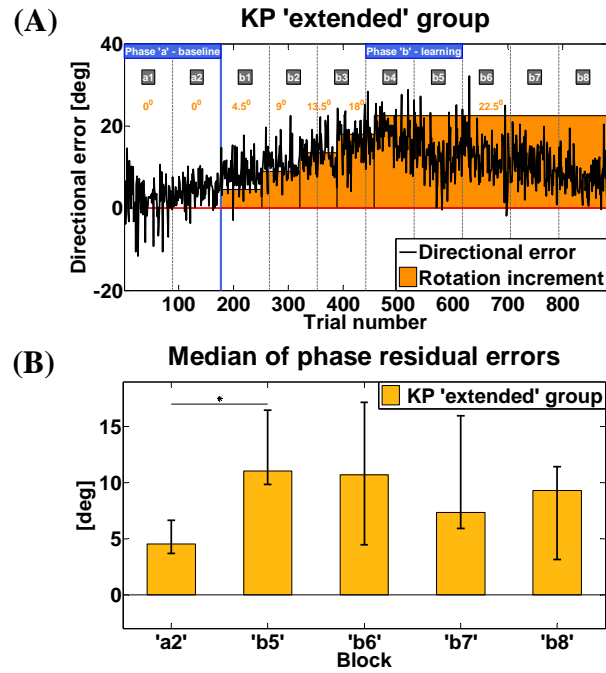 (A)
KP 'extended' group
Phase 'a' - baseline
Phase 'b' - learning
a1 a2 b1 b2 b3 b4 b5 b6 b7 b8
0⁰ 0⁰ 4.5⁰ 9⁰ 13.5⁰ 18⁰ 22.5⁰
Directional error [deg]
40
20
0
-20
Directional error
Rotation increment
100 200 300 400 500 600 700 800
Trial number
(B)
Median of phase residual errors
KP 'extended' group
*
[deg]
15
10
5
0
'a2' 'b5' 'b6' 'b7' 'b8'
Block